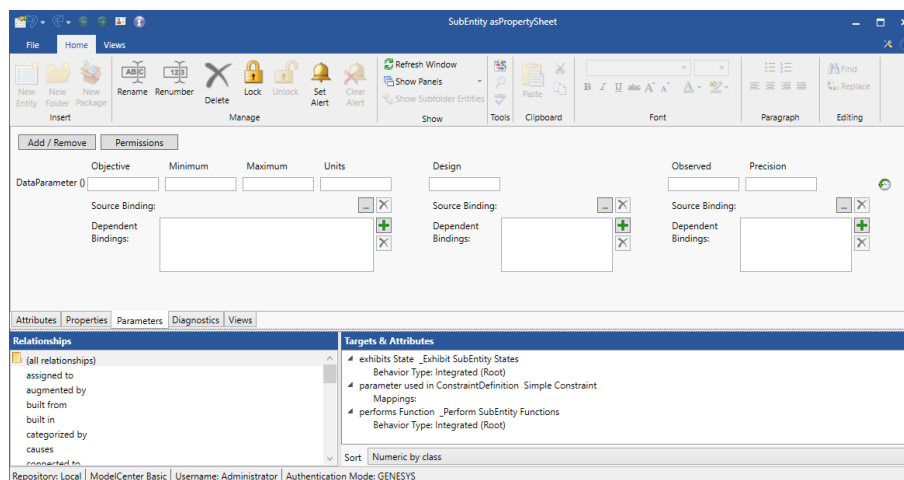 SubEntity asPropertySheet
File Home Views
New Entity New Folder New Package Rename Renumber Delete Lock Unlock Set Alert Clear Alert Refresh Window Show Panels Show Subfolder Entities Paste Find Replace
Insert Manage Show Tools Clipboard Font Paragraph Editing
Add / Remove Permissions
Objective Minimum Maximum Units Design Observed Precision
DataParameter ()
Source Binding: ... Source Binding: ... Source Binding: ...
Dependent Bindings: Dependent Bindings: Dependent Bindings:
Attributes Properties Parameters Diagnostics Views
Relationships Targets & Attributes
(all relationships)
assigned to
augmented by
built from
built in
categorized by
causes
connected to
exhibits State _Exhibit SubEntity States
Behavior Type: Integrated (Root)
parameter used in ConstraintDefinition Simple Constraint
Mappings:
performs Function _Perform SubEntity Functions
Behavior Type: Integrated (Root)
Sort Numeric by class
Repository: Local ModelCenter Basic Username: Administrator Authentication Mode: GENESYS